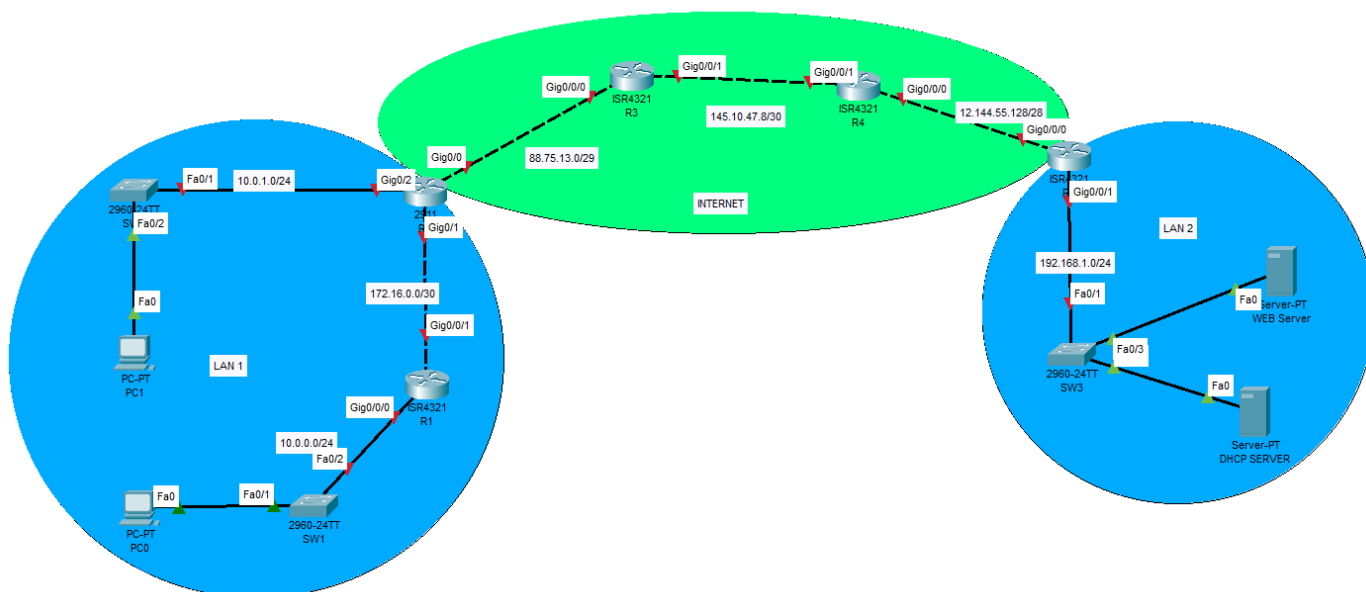 Gig0/0/1
Gig0/0/0
ISR4321
R3
Gig0/0/1
ISR4321
R4
Gig0/0/0
145.10.47.8/30
12.144.55.128/28
Gig0/0/0
88.75.13.0/29
INTERNET
Gig0/0
Fa0/1
10.0.1.0/24
Gig0/2
2960-24TT
Fa0/2
Gig0/1
172.16.0.0/30
Fa0
PC-PT
PC1
LAN 1
Gig0/0/1
ISR4321
R1
Gig0/0/0
10.0.0.0/24
Fa0/2
Fa0
Fa0/1
PC-PT
PC0
2960-24TT
SW1
Gig0/0/1
LAN 2
192.168.1.0/24
Fa0/1
Fa0
Server-PT
WEB Server
Fa0/3
2960-24TT
SW3
Fa0
Server-PT
DHCP SERVER